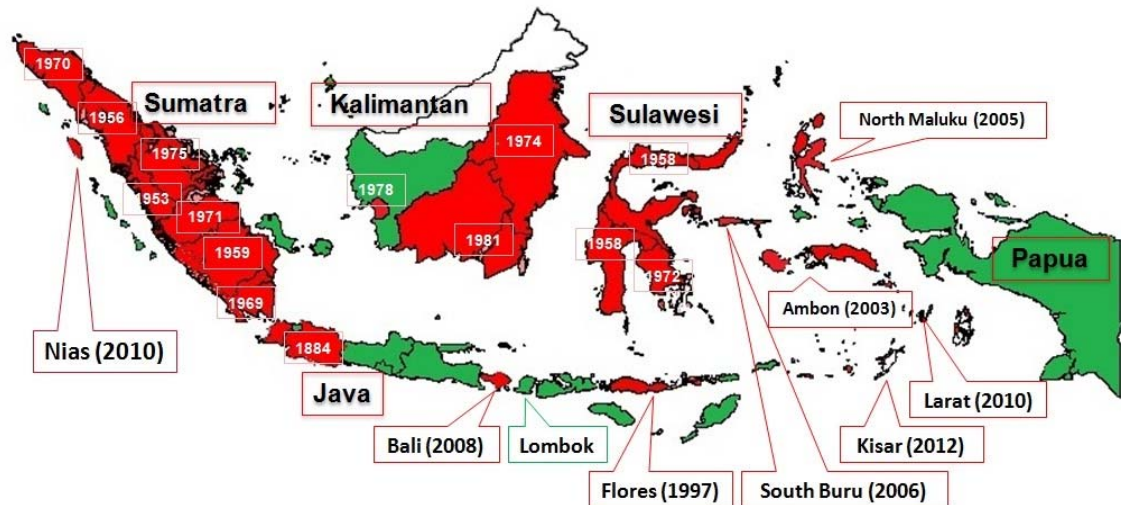 1970
Sumatra
Kalimantan
1956
1974
Sulawesi
North Maluku (2005)
1975
1958
1978
953
1971
1959
1981
1958
1972
Papua
1969
Ambon (2003)
Nias (2010)
1884
Java
Larat (2010)
Bali (2008)
Lombok
Kisar (2012)
Flores (1997)
South Buru (2006)